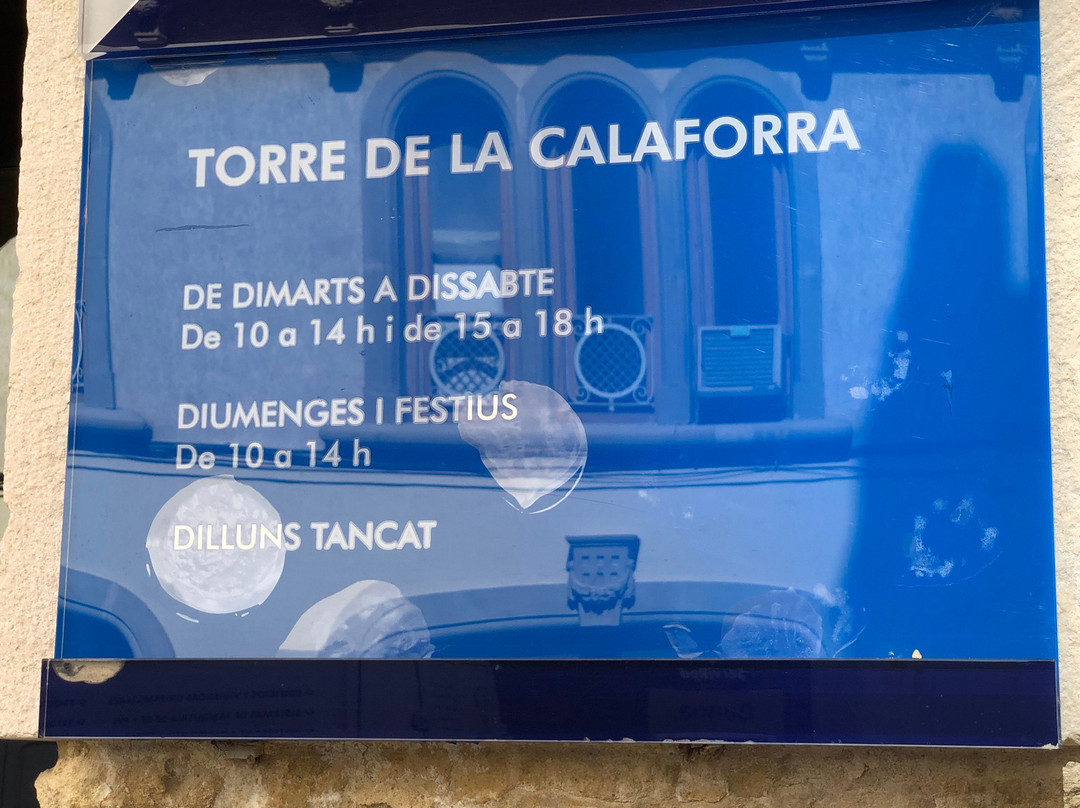 TORRE DE LA CALAFORRA
DE DIMARTS A DISSABTE
De 10 a 14 h i de 15 a 18 h
DIUMENGES I FESTIUS
De 10 a 14 h
DILLUNS TANCAT